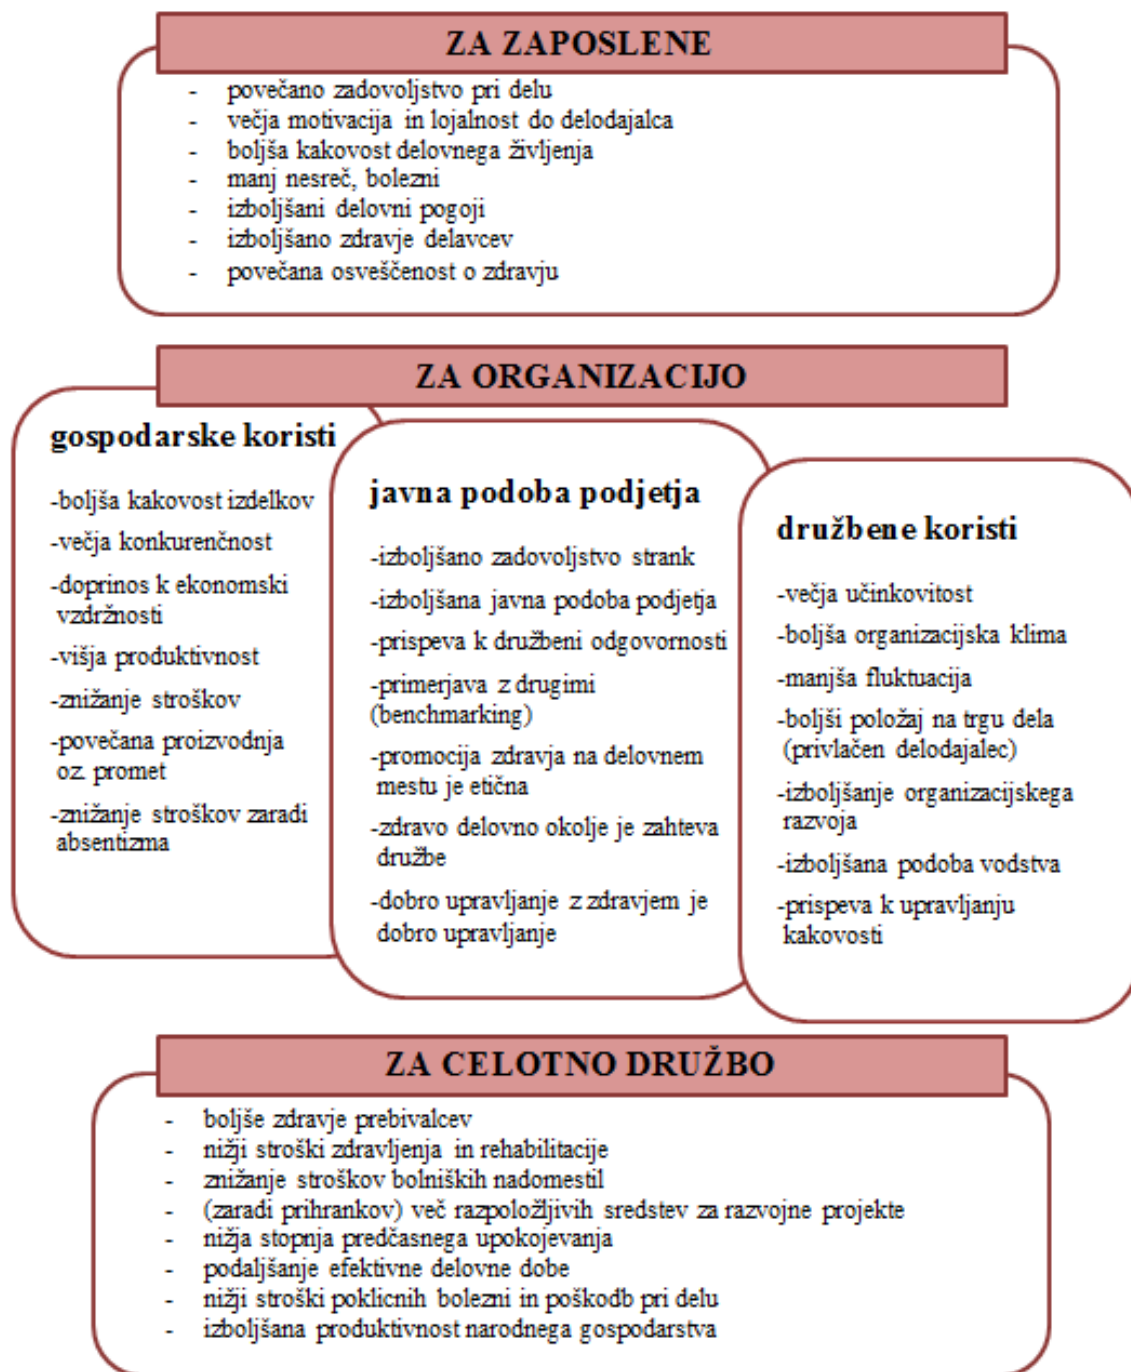 ZA ZAPOSLENE
- povečano zadovoljstvo pri delu
- večja motivacija in lojalnost do delodajalca
- boljša kakovost delovnega življenja
- manj nesreč, bolezni
- izboljšani delovni pogoji
- izboljšano zdravje delavcev
- povečana osveščenost o zdravju
ZA ORGANIZACIJO
gospodarske koristi
-boljša kakovost izdelkov
-večja konkurenčnost
-doprinos k ekonomski
vzdržnosti
-višja produktivnost
-znižanje stroškov
-povečana proizvodnja
oz. promet
-znižanje stroškov zaradi
absentizma
javna podoba podjetja
-izboljšano zadovoljstvo strank
-izboljšana javna podoba podjetja
-prispeva k družbeni odgovornosti
-primerjava z drugimi
(benchmarking)
-promocija zdravja na delovnem
mestu je etična
-zdravo delovno okolje je zahteva
družbe
-dobro upravljanje z zdravjem je
dobro upravljanje
družbene koristi
-večja učinkovitost
-boljša organizacijska klima
-manjša fluktuacija
-boljši položaj na trgu dela
(privlačen delodajalec)
-izboljšanje organizacijskega
razvoja
-izboljšana podoba vodstva
-prispeva k upravljanju
kakovosti
ZA CELOTNO DRUŽBO
- boljše zdravje prebivalcev
- nižji stroški zdravljenja in rehabilitacije
- znižanje stroškov bolniških nadomestil
- (zaradi prihrankov) več razpoložljivih sredstev za razvojne projekte
- nižja stopnja predčasnega upokojevanja
- podaljšanje efektivne delovne dobe
- nižji stroški poklicnih bolezni in poškodb pri delu
- izboljšana produktivnost narodnega gospodarstva